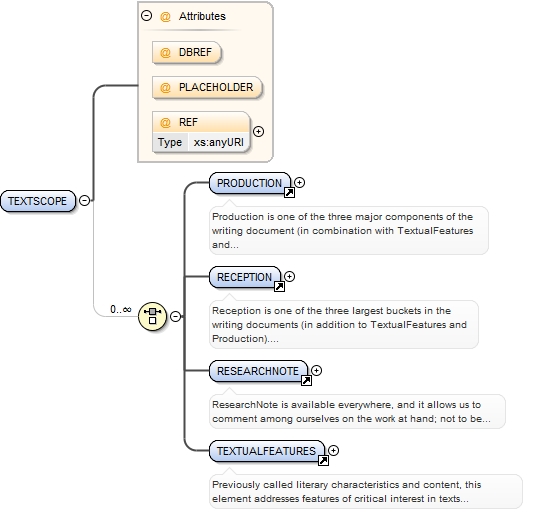 Attributes
@ DBREF
@ PLACEHOLDER
@ REF
Type xs:anyURI
TEXTSCOPE
0..∞
PRODUCTION
Production is one of the three major components of the
writing document (in combination with TextualFeatures
and...
RECEPTION
Reception is one of the three largest buckets in the
writing documents (in addition to TextualFeatures and
Production)....
RESEARCHNOTE
ResearchNote is available everywhere, and it allows us to
comment among ourselves on the work at hand; not to be...
TEXTUALFEATURES
Previously called literary characteristics and content, this
element addresses features of critical interest in texts...